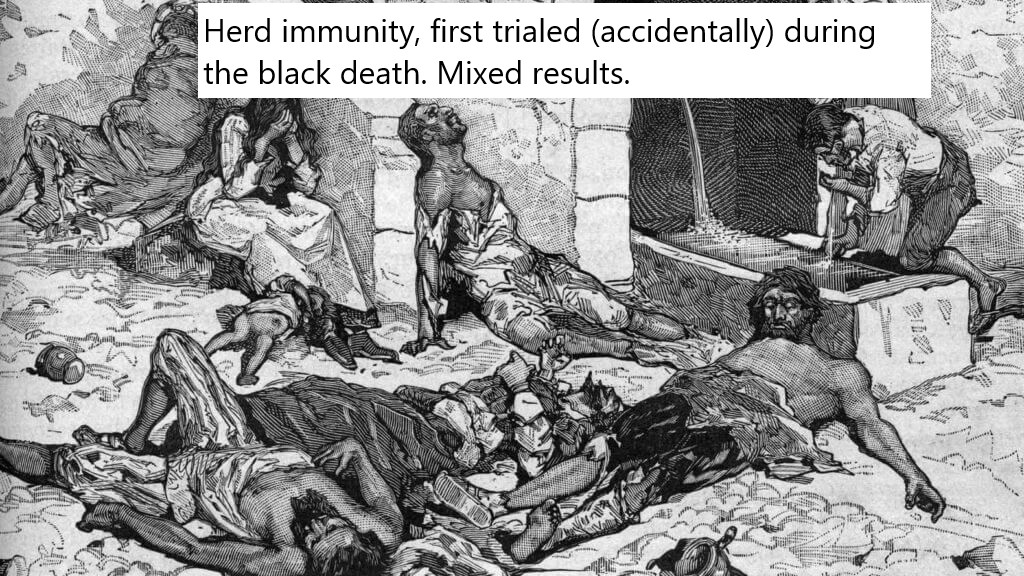 Herd immunity, first trialed (accidentally) during
the black death. Mixed results.